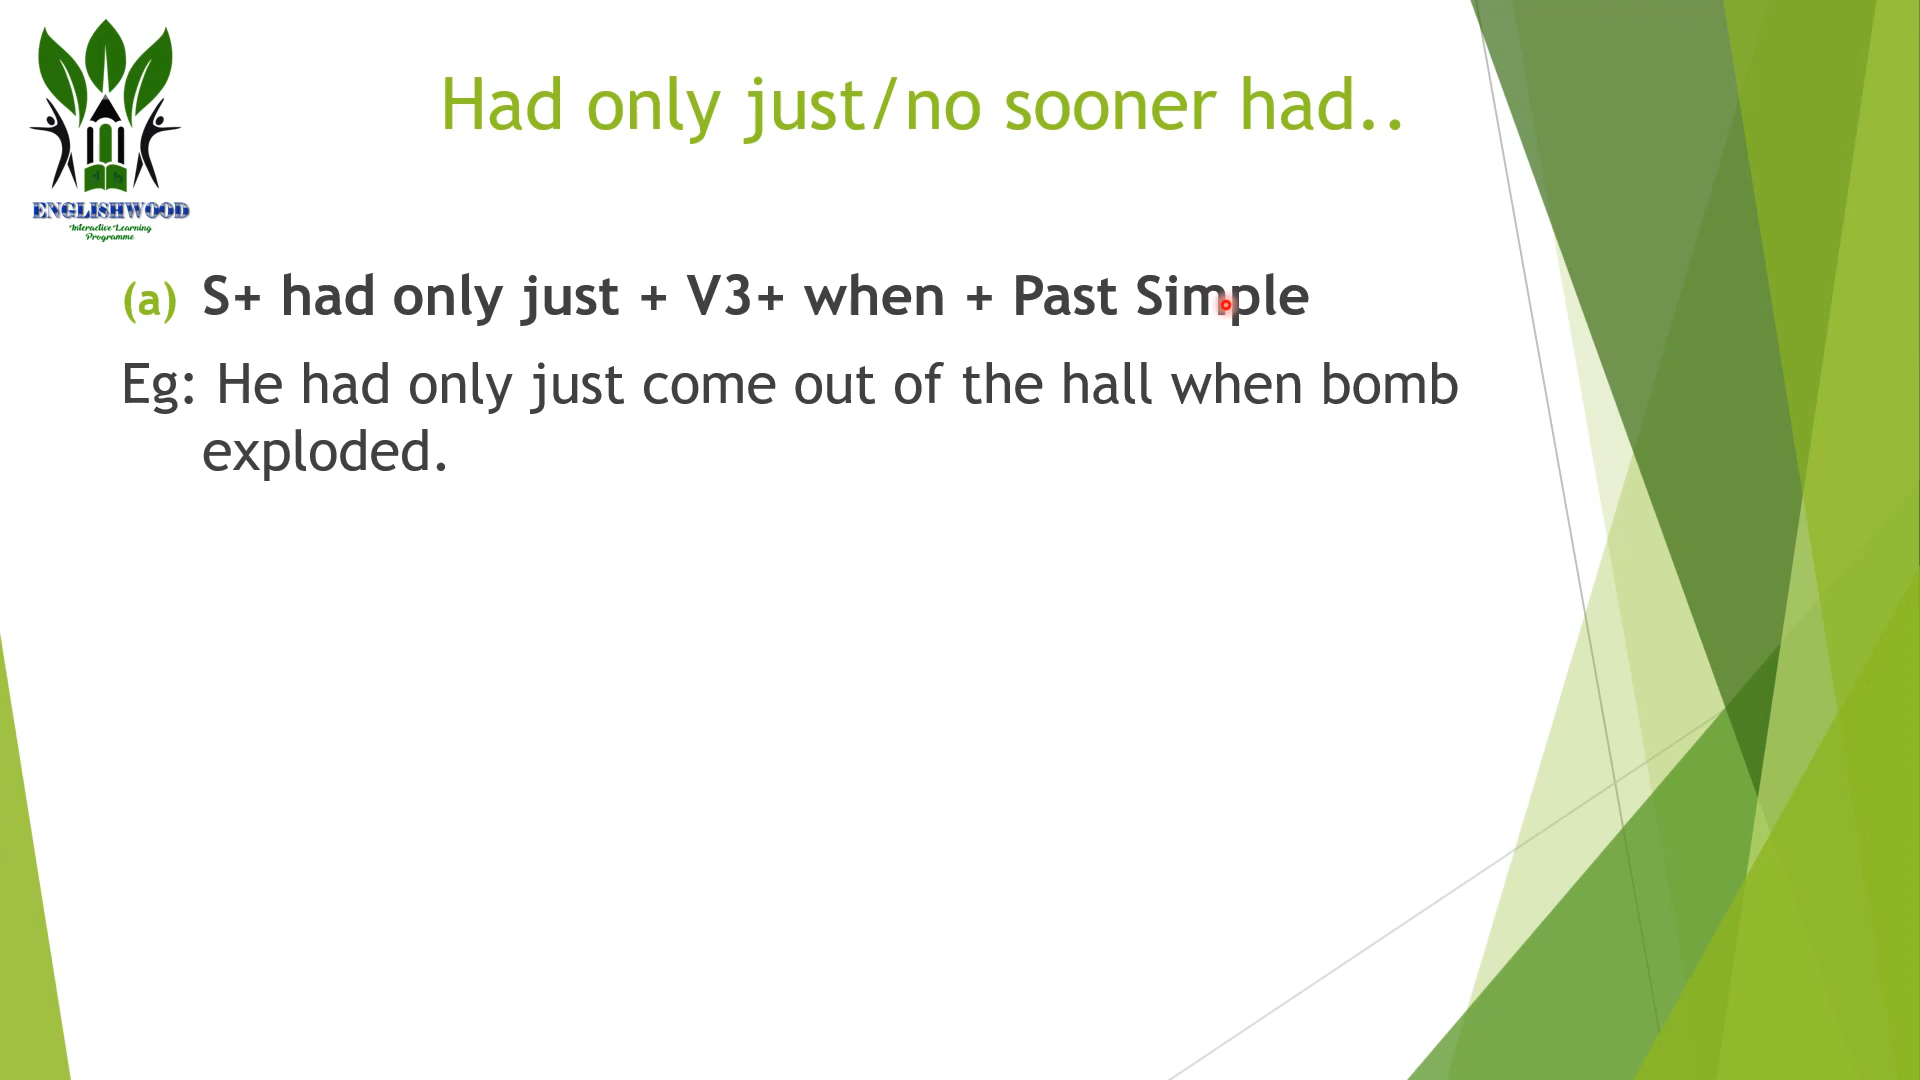 Had only just/no sooner had..
ENGLISHWOOD
Interactive Learning
Programme
(a) S+ had only just + V3+ when + Past Simple
Eg: He had only just come out of the hall when bomb
exploded.